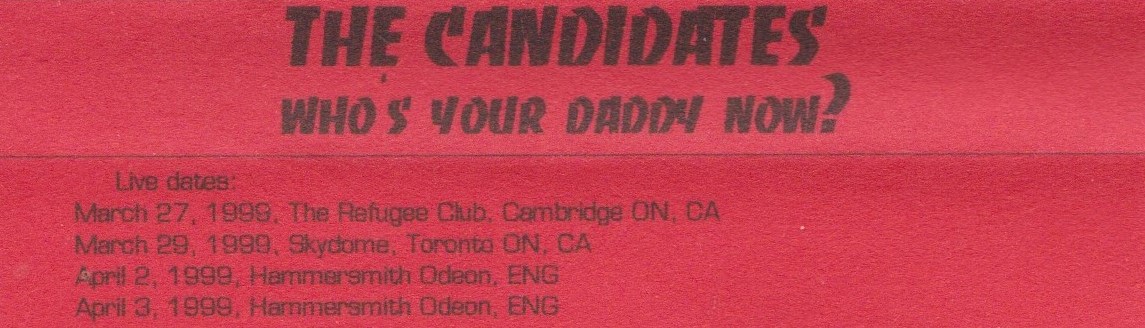 THE CANDIDATES
WHO'S YOUR DADDY NOW?
Live dates:
March 27, 1999, The Refugee Club, Cambridge ON, CA
March 29, 1999, Skydome, Toronto ON, CA
April 2, 1999, Hammersmith Odeon, ENG
April 3, 1999, Hammersmith Odeon, ENG